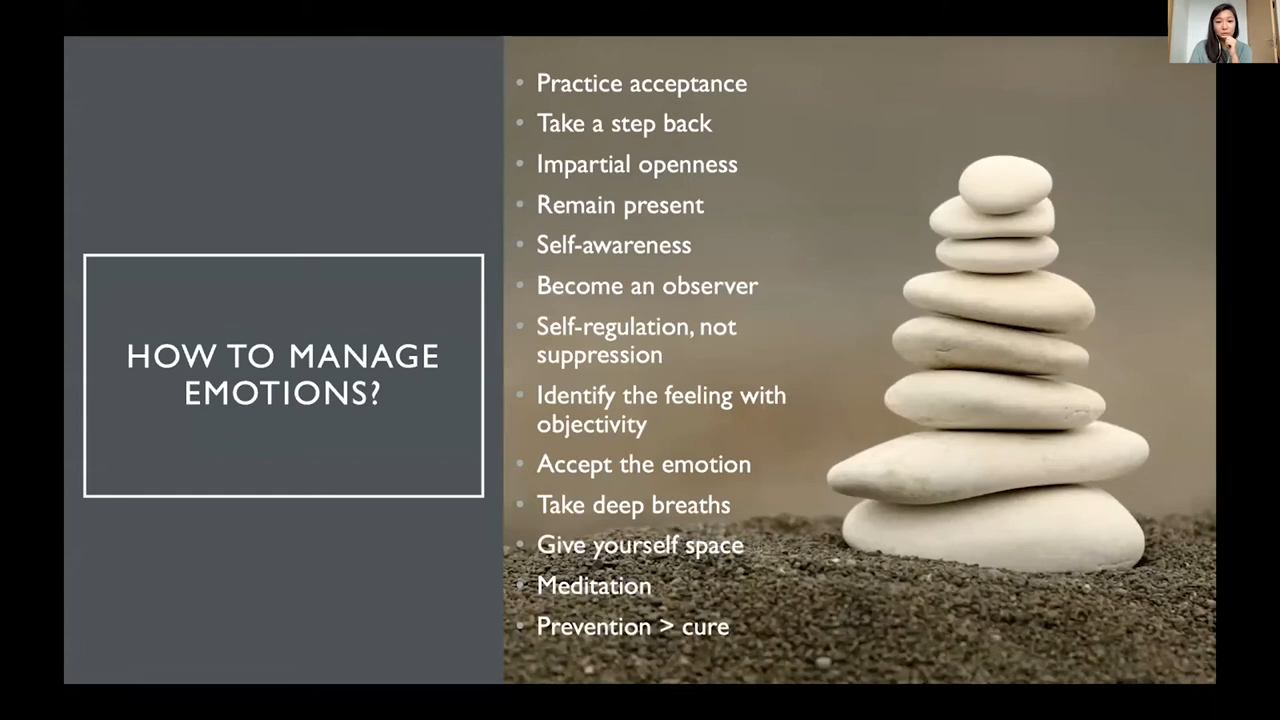 HOW TO MANAGE
EMOTIONS?
• Practice acceptance
• Take a step back
• Impartial openness
• Remain present
• Self-awareness
• Become an observer
• Self-regulation, not
suppression
• Identify the feeling with
objectivity
• Accept the emotion
• Take deep breaths
• Give yourself space
• Meditation
• Prevention > cure